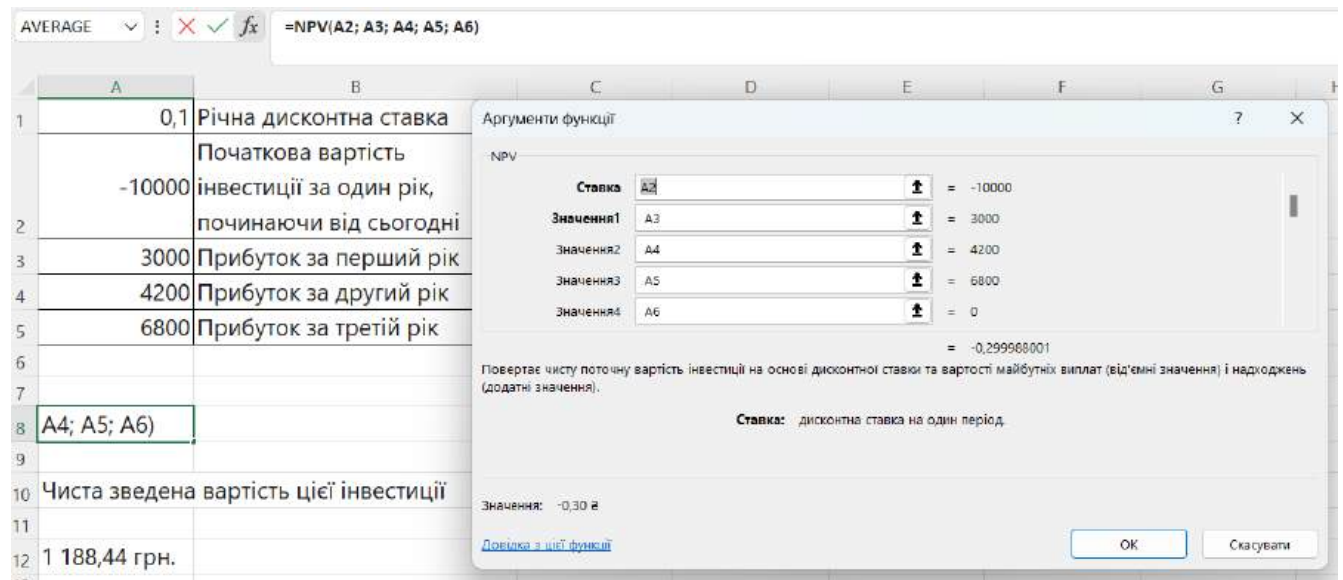 AVERAGE fx =NPV(A2; A3; A4; A5; A6)
A B C D E F G H
1 0,1 Річна дисконтна ставка
2 -10000 Початкова вартість
інвестиції за один рік,
починаючи від сьогодні
3 3000 Прибуток за перший рік
4 4200 Прибуток за другий рік
5 6800 Прибуток за третій рік
6
7
8 A4; A5; A6)
9
10 Чиста зведена вартість цієї інвестиції
11
12 1 188,44 грн.
Аргументи функції ? ×
NPV
Ставка A2 = -10000
Значення1 A3 = 3000
Значення2 A4 = 4200
Значення3 A5 = 6800
Значення4 A6 = 0
= -0,299988001
Повертає чисту поточну вартість інвестиції на основі дисконтної ставки та вартості майбутніх виплат (від'ємні значення) і надходжень
(додатні значення).
Ставка: дисконтна ставка на один період.
Значення: -0,30 ₴
Довідка з цієї функції
OK Скасувати